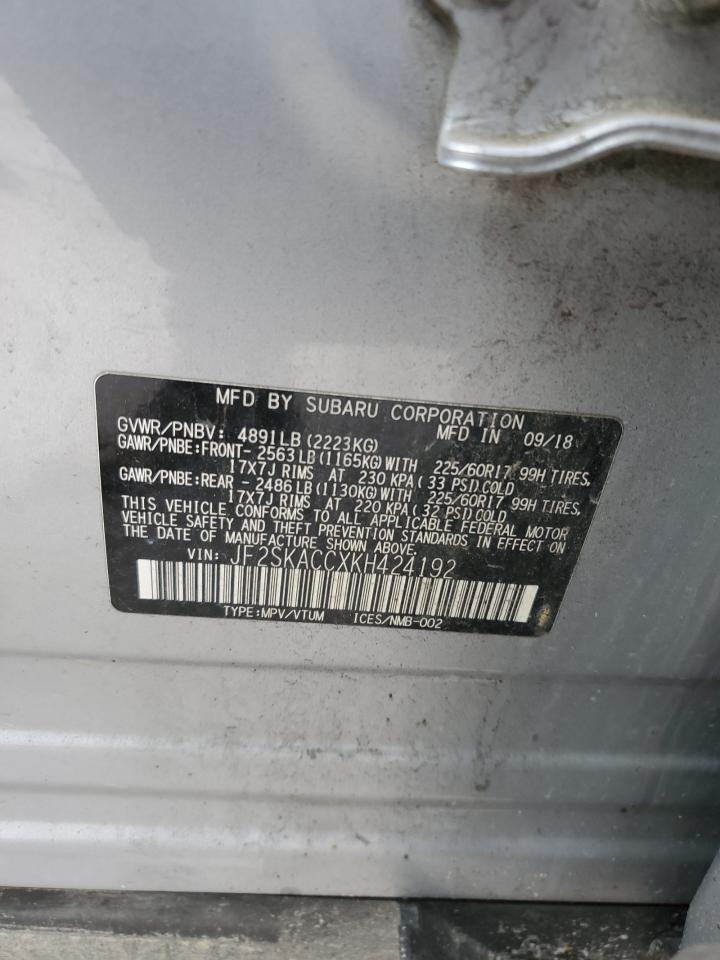 MFD BY SUBARU CORPORATION
GVWR/PNBV: 4891LB(2223KG) MFD IN 09/18
GAWR/PNBE:FRONT- 2563LB(1165KG)WITH 225/60R17 99H TIRES,
17X7J RIMS AT 230 KPA(33 PSI)COLD
GAWR/PNBE:REAR - 2486LB(1130KG)WITH 225/60R17 99H TIRES,
17X7J RIMS AT 220 KPA(32 PSI)COLD
THIS VEHICLE CONFORMS TO ALL APPLICABLE FEDERAL MOTOR
VEHICLE SAFETY AND THEFT PREVENTION STANDARDS IN EFFECT ON
THE DATE OF MANUFACTURE SHOWN ABOVE.
VIN: JF2SKACCXKH424192
TYPE:MPV/VTUM ICES/NMB-002